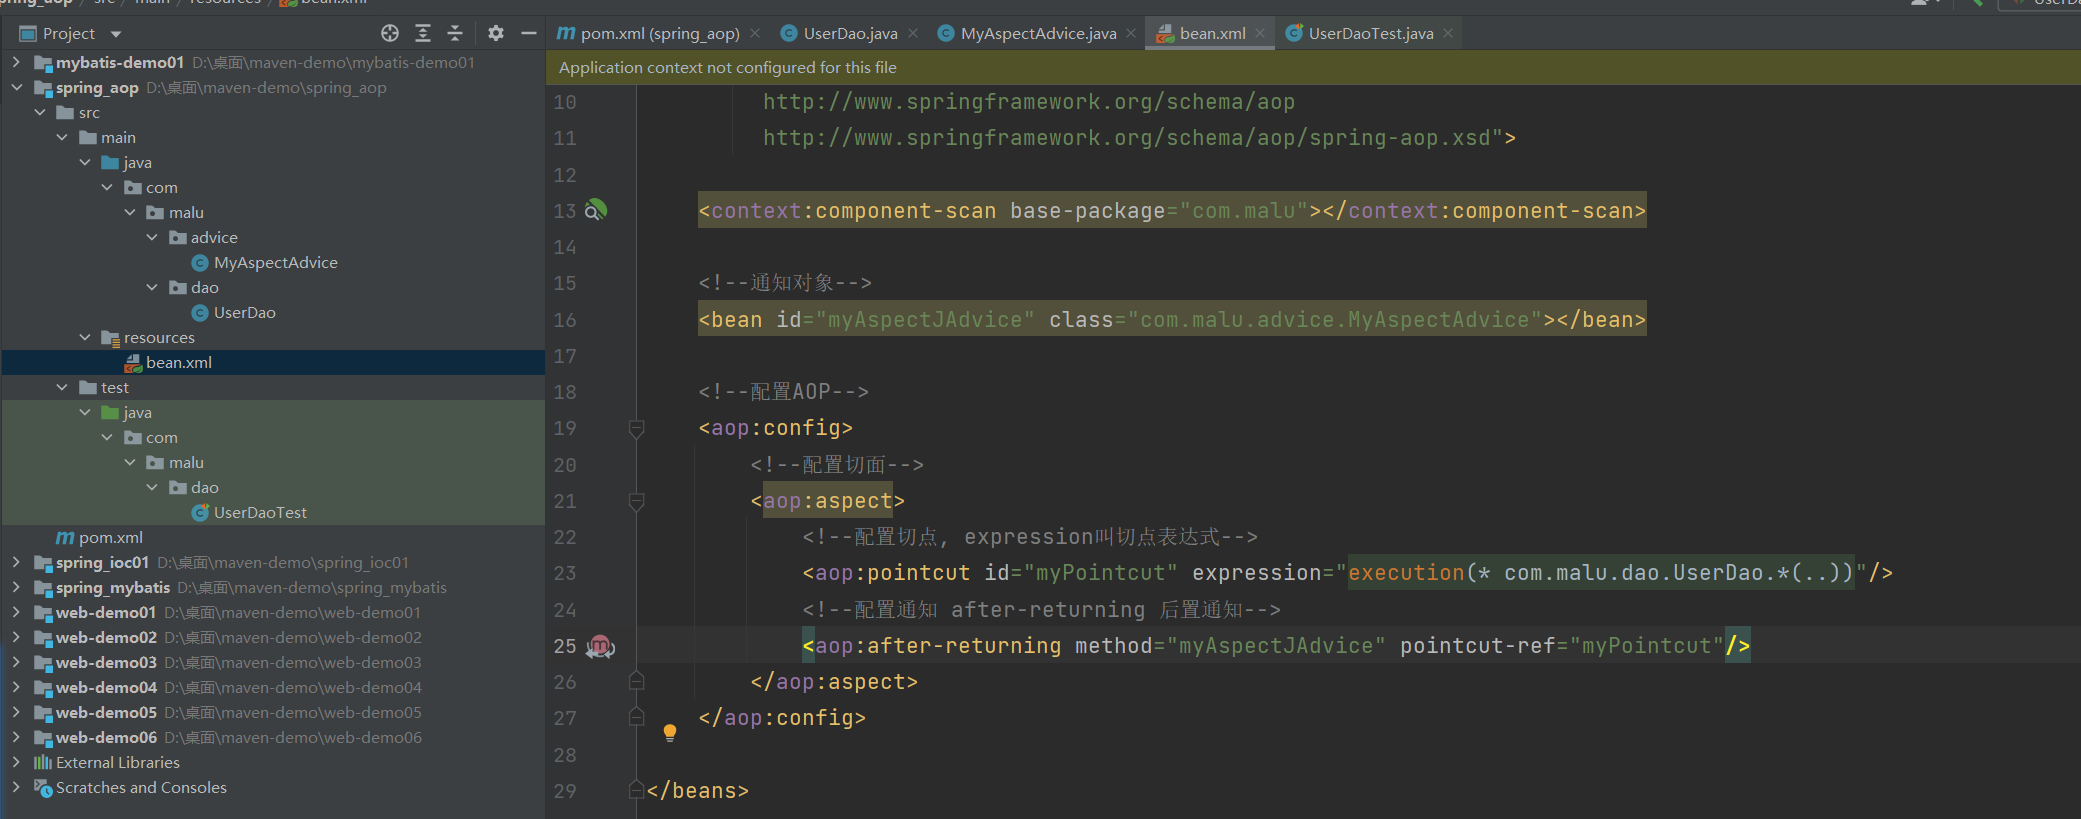 Project
mybatis-demo01 D:\桌面\maven-demo\mybatis-demo01
spring_aop D:\桌面\maven-demo\spring_aop
src
main
java
com
malu
advice
MyAspectAdvice
dao
UserDao
resources
bean.xml
test
java
com
malu
dao
UserDaoTest
pom.xml
spring_ioc01 D:\桌面\maven-demo\spring_ioc01
spring_mybatis D:\桌面\maven-demo\spring_mybatis
web-demo01 D:\桌面\maven-demo\web-demo01
web-demo02 D:\桌面\maven-demo\web-demo02
web-demo03 D:\桌面\maven-demo\web-demo03
web-demo04 D:\桌面\maven-demo\web-demo04
web-demo05 D:\桌面\maven-demo\web-demo05
web-demo06 D:\桌面\maven-demo\web-demo06
External Libraries
Scratches and Consoles
pom.xml (spring_aop) UserDao.java MyAspectAdvice.java bean.xml UserDaoTest.java
Application context not configured for this file
10 http://www.springframework.org/schema/aop
11 http://www.springframework.org/schema/aop/spring-aop.xsd">
12
13 <context:component-scan base-package="com.malu"></context:component-scan>
14
15 <!--通知对象-->
16 <bean id="myAspectJAdvice" class="com.malu.advice.MyAspectAdvice"></bean>
17
18 <!--配置AOP-->
19 <aop:config>
20 <!--配置切面-->
21 <aop:aspect>
22 <!--配置切点, expression叫切点表达式-->
23 <aop:pointcut id="myPointcut" expression="execution(* com.malu.dao.UserDao.*(..))"/>
24 <!--配置通知 after-returning 后置通知-->
25 <aop:after-returning method="myAspectJAdvice" pointcut-ref="myPointcut"/>
26 </aop:aspect>
27 </aop:config>
28
29 </beans>